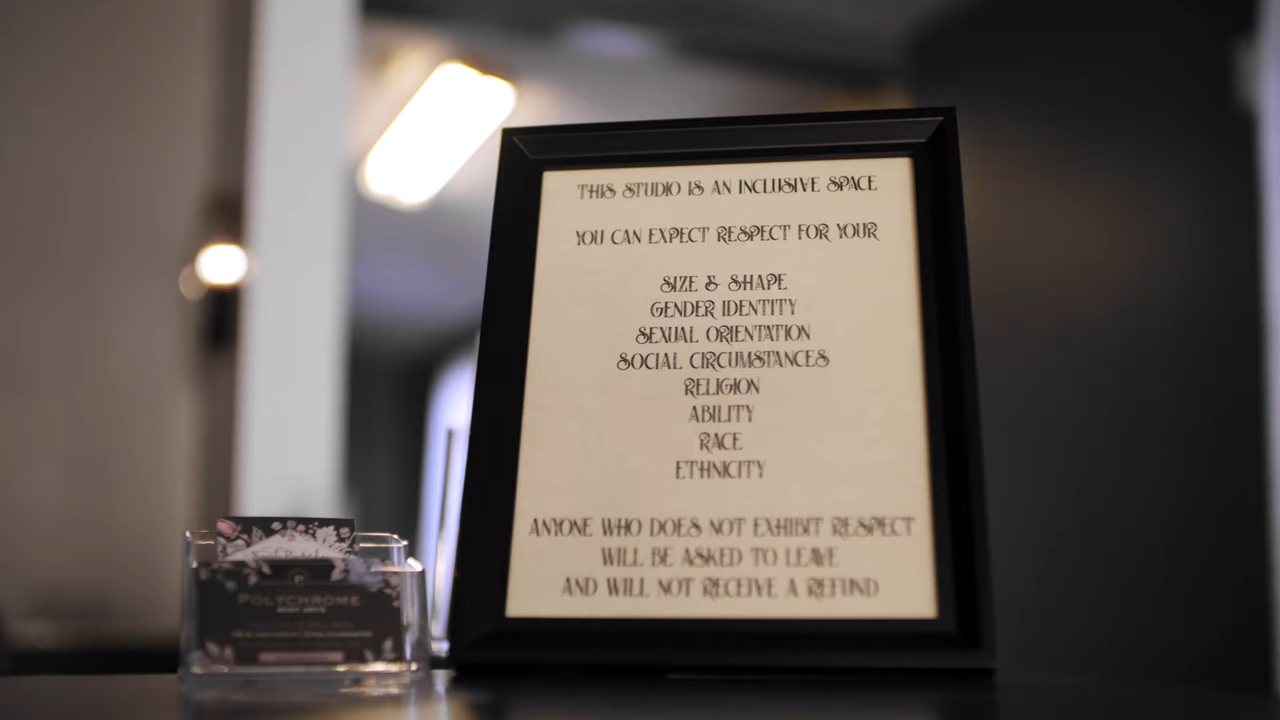 THIS STUDIO IS AN INCLUSIVE SPACE
YOU CAN EXPECT RESPECT FOR YOUR
SIZE & SHAPE
GENDER IDENTITY
SEXUAL ORIENTATION
SOCIAL CIRCUMSTANCES
RELIGION
ABILITY
RACE
ETHNICITY
ANYONE WHO DOES NOT EXHIBIT RESPECT
WILL BE ASKED TO LEAVE
AND WILL NOT RECEIVE A REFUND
POLYCHROME
BODY ARTS